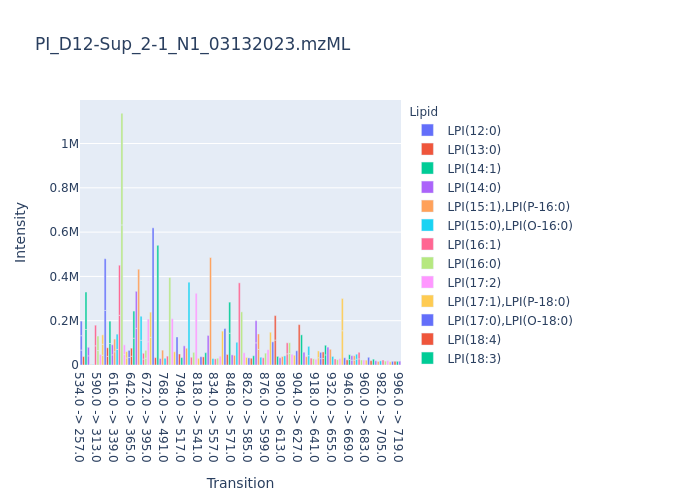 PI_D12-Sup_2-1_N1_03132023.mzML
Lipid
LPI(12:0)
LPI(13:0)
LPI(14:1)
LPI(14:0)
LPI(15:1),LPI(P-16:0)
LPI(15:0),LPI(O-16:0)
LPI(16:1)
LPI(16:0)
LPI(17:2)
LPI(17:1),LPI(P-18:0)
LPI(17:0),LPI(O-18:0)
LPI(18:4)
LPI(18:3)
1M
0.8M
0.6M
0.4M
0.2M
0
Intensity
534.0 -> 257.0
590.0 -> 313.0
616.0 -> 339.0
642.0 -> 365.0
672.0 -> 395.0
768.0 -> 491.0
794.0 -> 517.0
818.0 -> 541.0
834.0 -> 557.0
848.0 -> 571.0
862.0 -> 585.0
876.0 -> 599.0
890.0 -> 613.0
904.0 -> 627.0
918.0 -> 641.0
932.0 -> 655.0
946.0 -> 669.0
960.0 -> 683.0
982.0 -> 705.0
996.0 -> 719.0
Transition